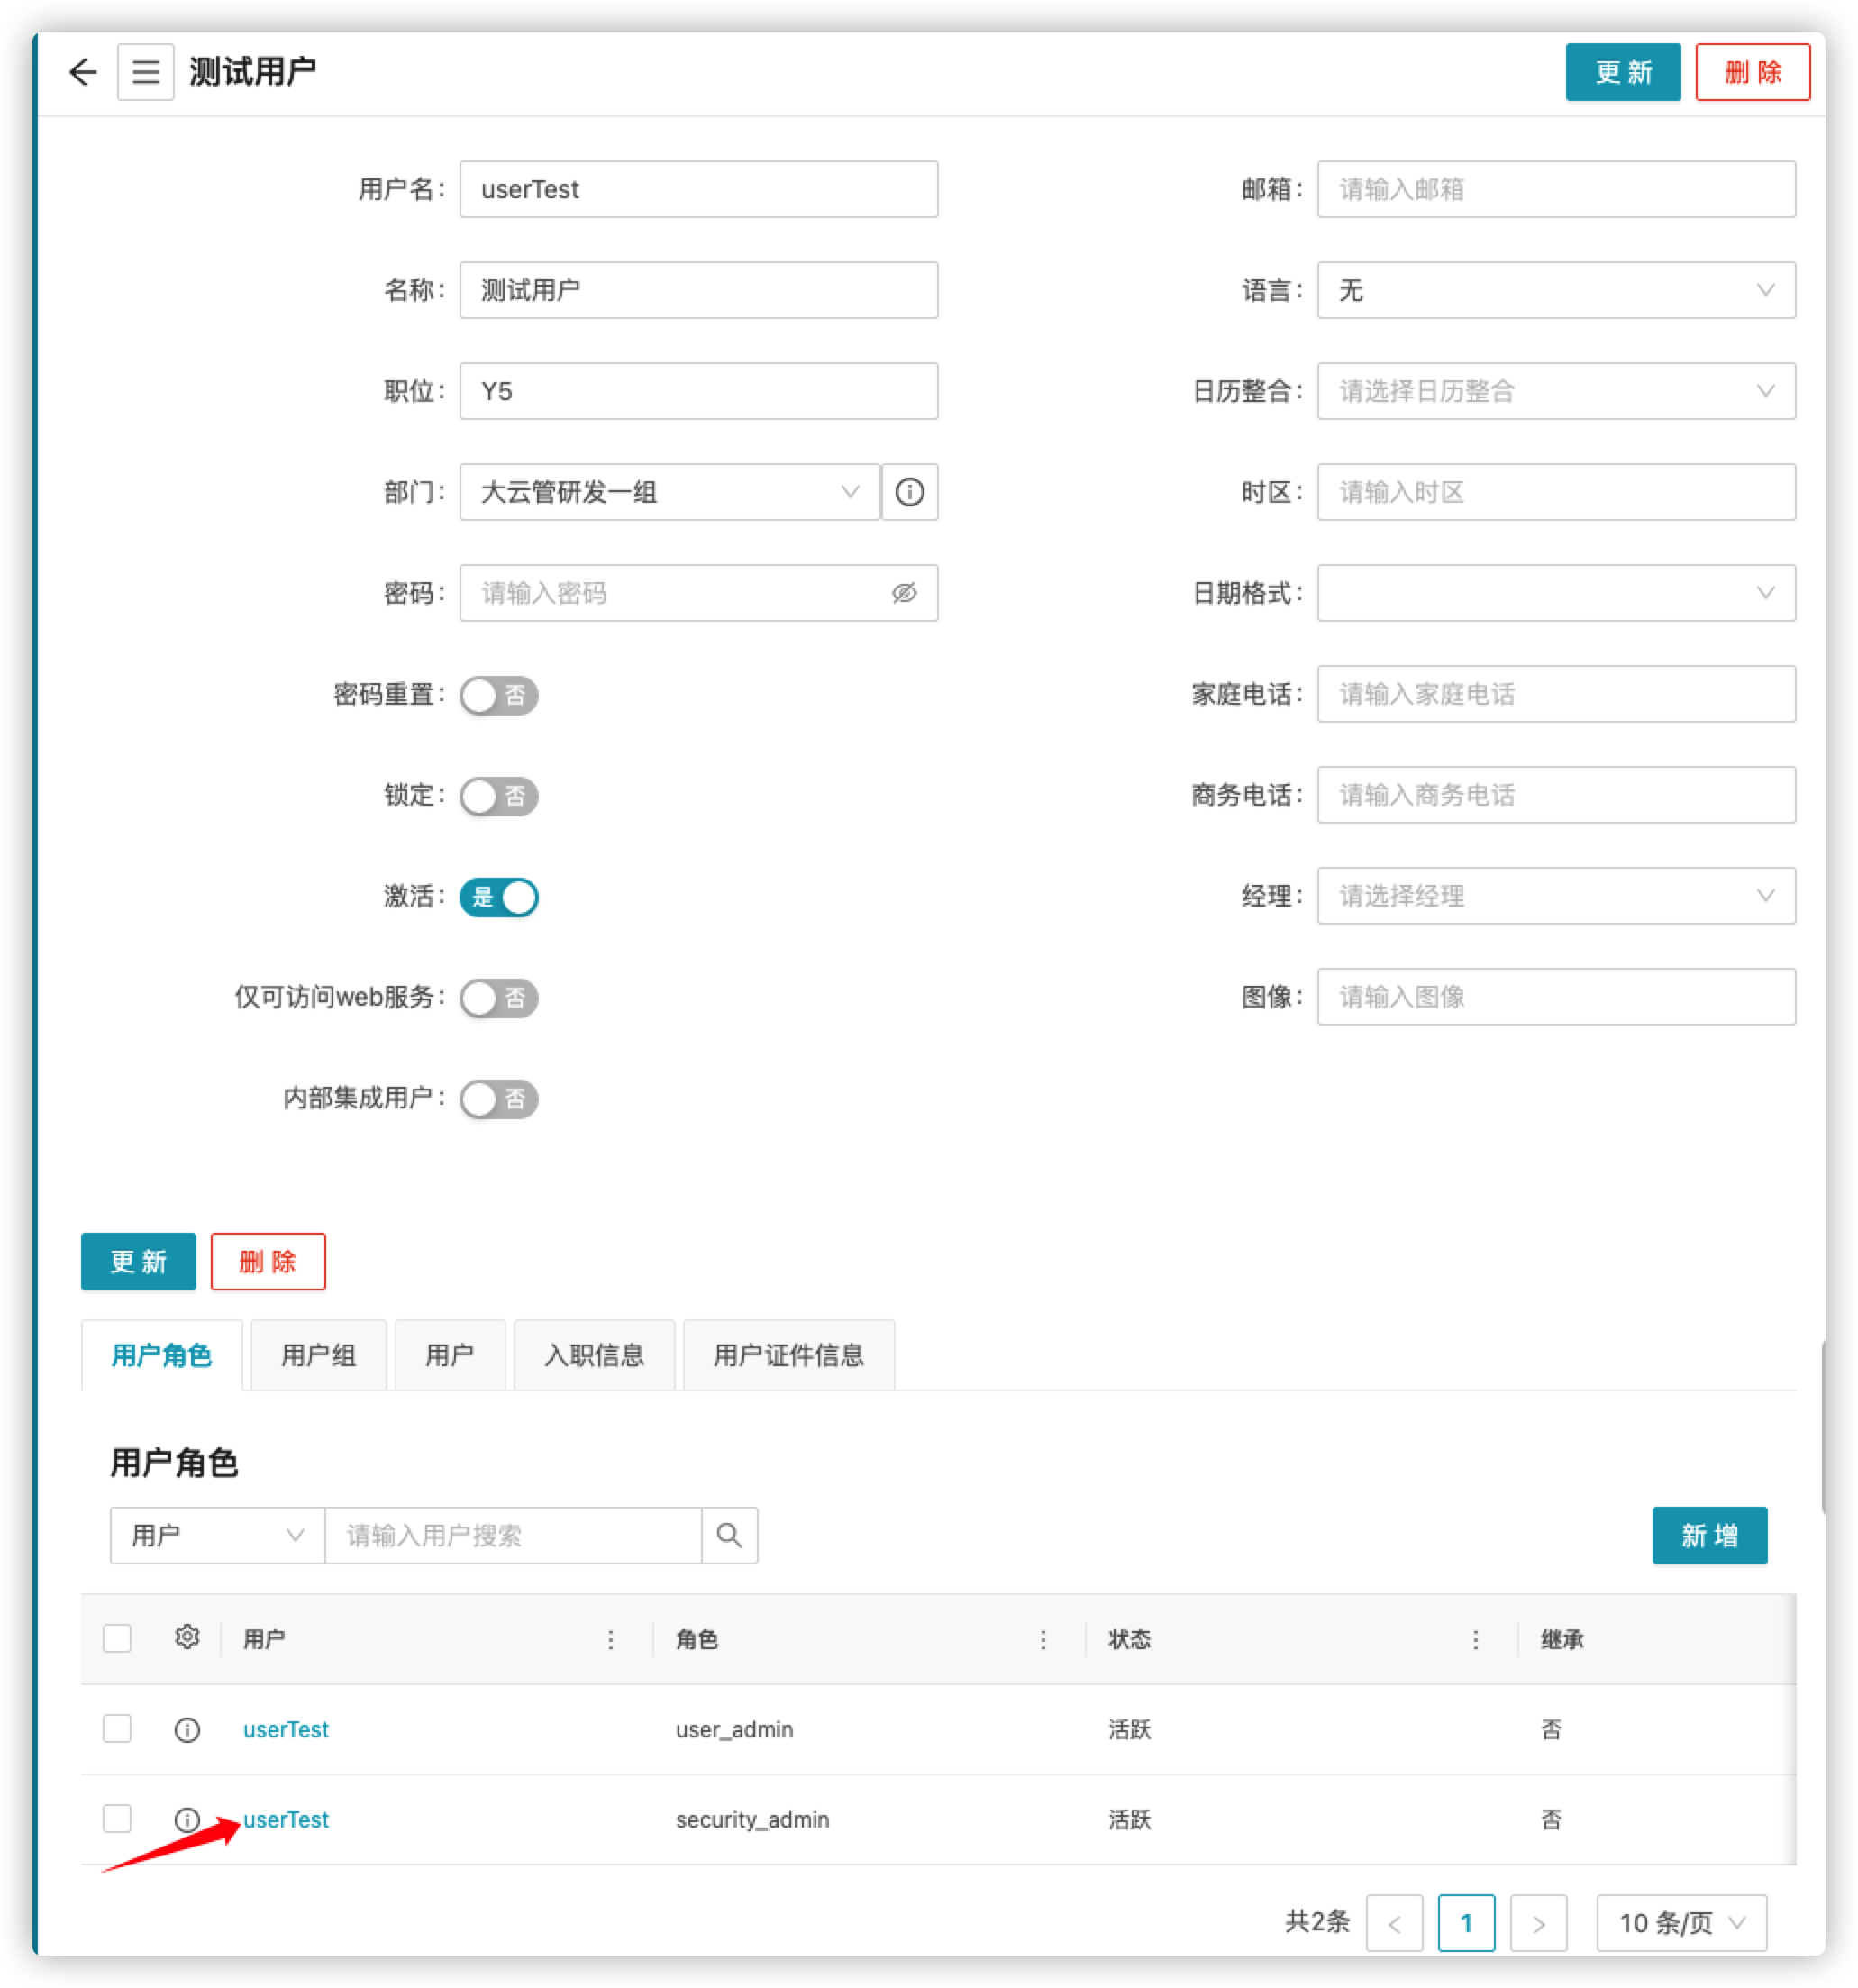 测试用户
更 新
删 除
用户名：
userTest
邮箱：
请输入邮箱
名称：
测试用户
语言：
无
职位：
Y5
日历整合：
请选择日历整合
部门：
大云管研发一组
时区：
请输入时区
密码：
请输入密码
日期格式：
密码重置：
否
家庭电话：
请输入家庭电话
锁定：
否
商务电话：
请输入商务电话
激活：
是
经理：
请选择经理
仅可访问web服务：
否
图像：
请输入图像
内部集成用户：
否
更 新
删 除
用户角色
用户组
用户
入职信息
用户证件信息
用户角色
用户
请输入用户搜索
新 增
用户
角色
状态
继承
userTest
user_admin
活跃
否
userTest
security_admin
活跃
否
共2条
<
1
>
10 条/页